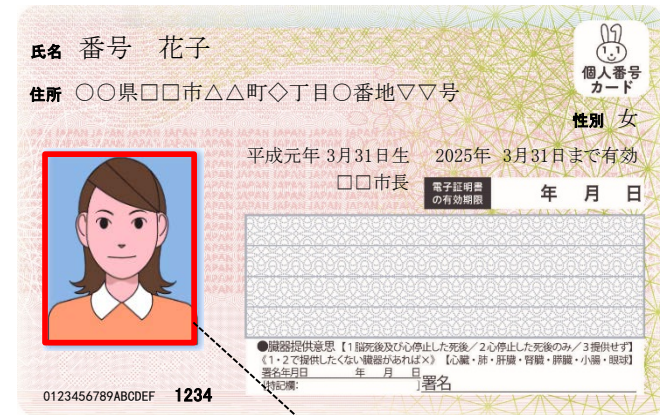 氏名 番号 花子
個人番号
カード
住所 〇〇県□□市△△町◇丁目〇番地▽▽号
性別 女
平成元年 3月31日生 2025年 3月31日まで有効
□□市長
電子証明書
の有効期限
年 月 日
●臓器提供意思【1脳死後及び心停止した死後/2心停止した死後のみ/3提供せず】
《1・2で提供したくない臓器があれば×》【心臓・肺・肝臓・腎臓・膵臓・小腸・眼球】
署名年月日 年 月 日
[特記欄: ]署名
0123456789ABCDEF 1234